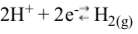 2H⁺ + 2e⁻ ⇄ H₂(g)